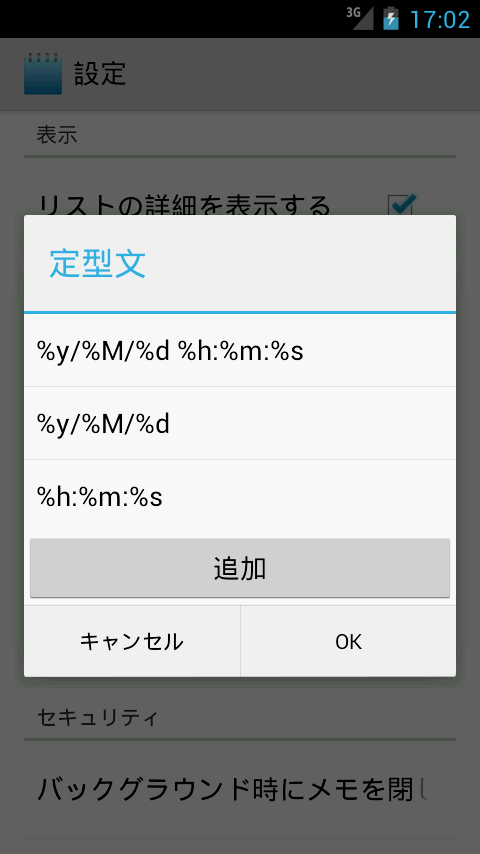 3G 17:02
設定
表示
リストの詳細を表示する
定型文
%y/%M/%d %h:%m:%s
%y/%M/%d
%h:%m:%s
追加
キャンセル OK
セキュリティ
バックグラウンド時にメモを閉じ